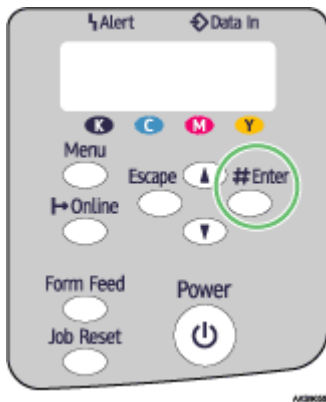 Alert Data In
K C M Y
Menu
Escape #Enter
Online
Form Feed Power
Job Reset